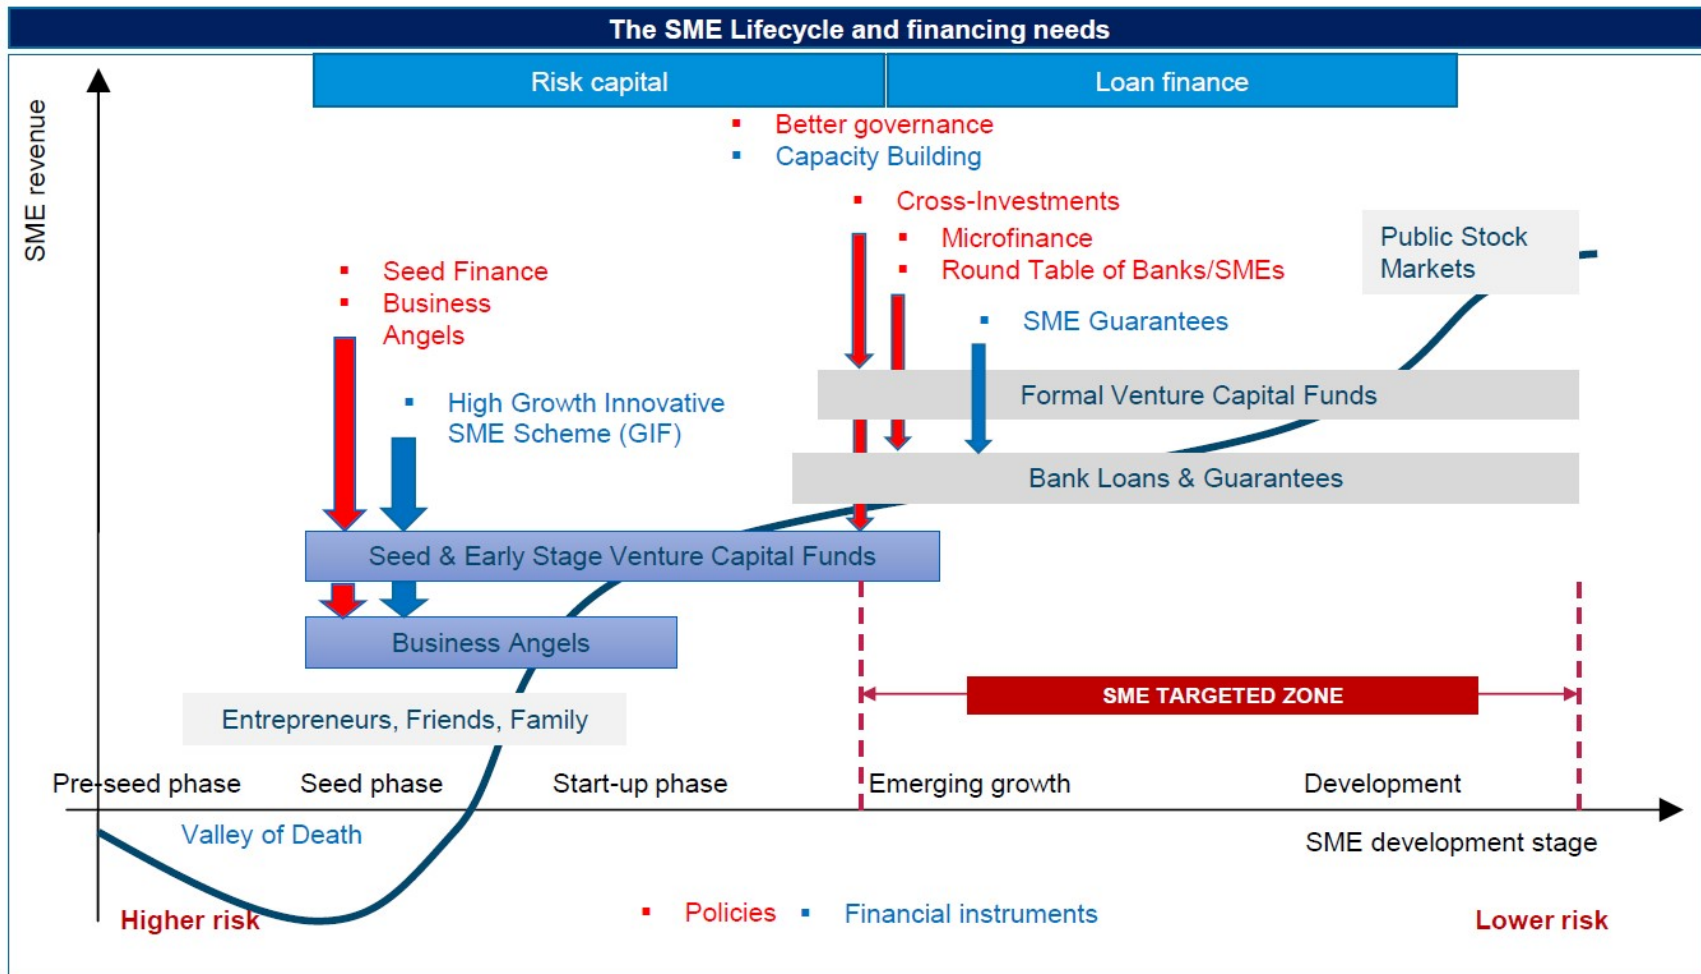 The SME Lifecycle and financing needs
Risk capital
Loan finance
SME revenue
Better governance
Capacity Building
Cross-Investments
Microfinance
Round Table of Banks/SMEs
Public Stock
Markets
Seed Finance
Business
Angels
SME Guarantees
High Growth Innovative
SME Scheme (GIF)
Formal Venture Capital Funds
Bank Loans & Guarantees
Seed & Early Stage Venture Capital Funds
Business Angels
Entrepreneurs, Friends, Family
SME TARGETED ZONE
Pre-seed phase
Seed phase
Start-up phase
Emerging growth
Development
Valley of Death
SME development stage
Higher risk
Policies
Financial instruments
Lower risk